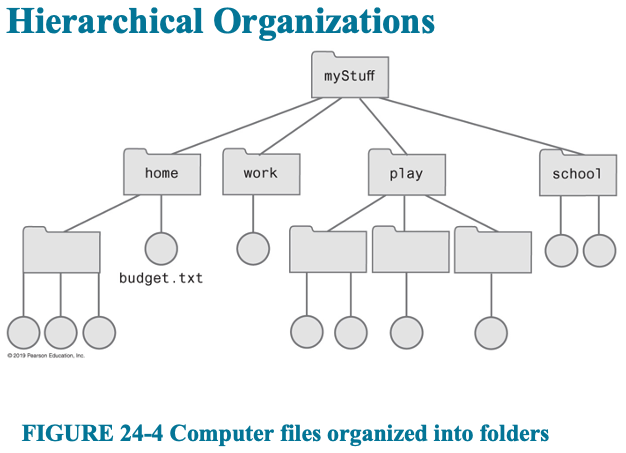 Hierarchical Organizations
myStuff
home
work
play
school
budget.txt
©2019 Pearson Education, Inc.
FIGURE 24-4 Computer files organized into folders